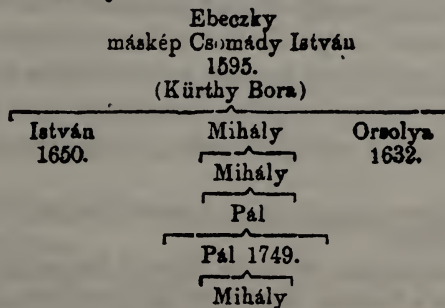 Ebeczky
máskép Csomády István
1595.
(Kürthy Bora)
István Mihály Orsolya
1650. 1632.
Mihály
Pál
Pál 1749.
Mihály